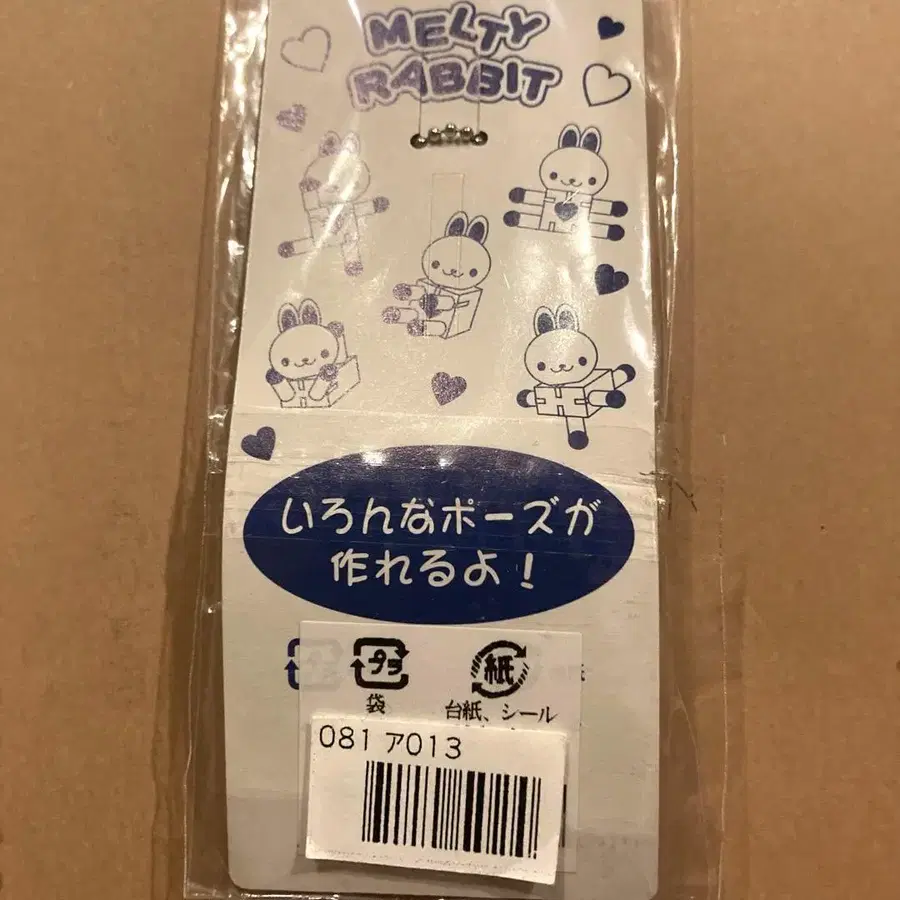 MELTY
RABBIT
いろんなポーズが
作れるよ!
プラ
紙
袋
台紙、シール
081 ア013